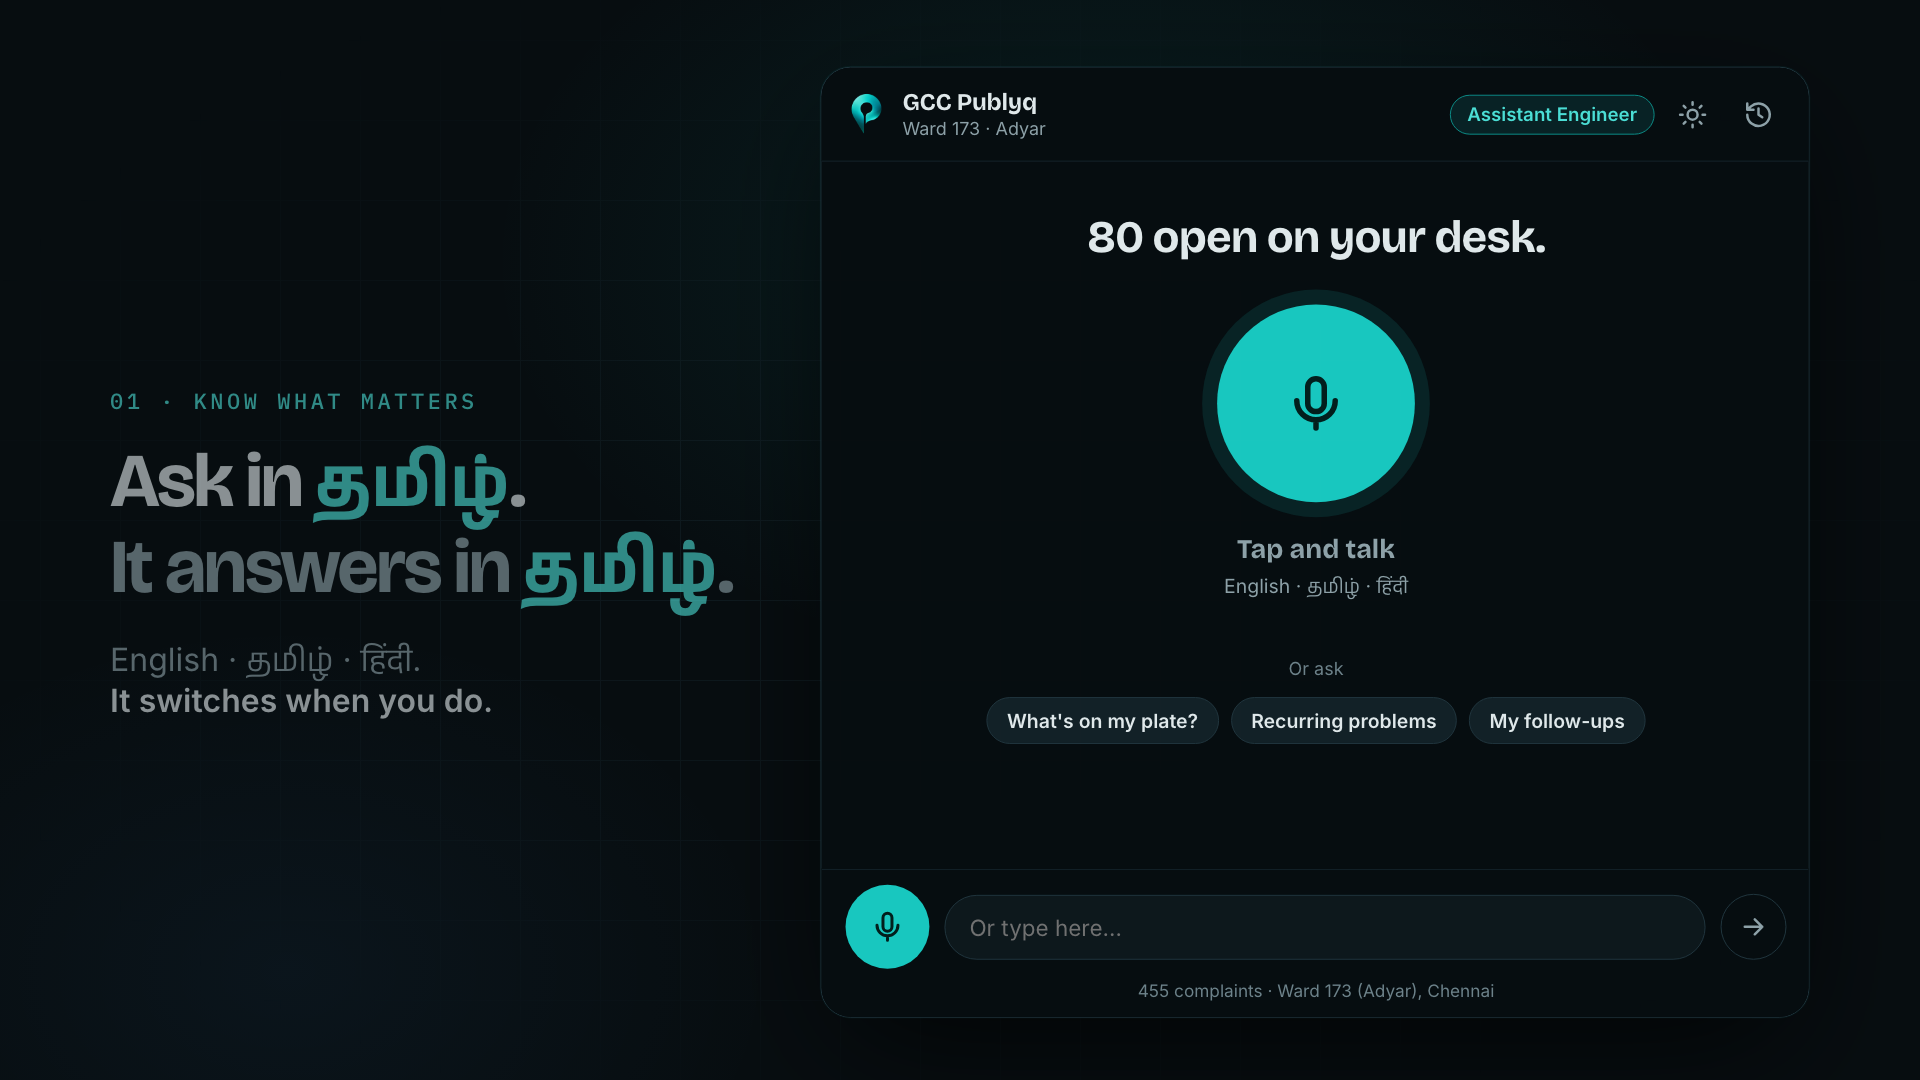 01 · KNOW WHAT MATTERS
Ask in தமிழ்.
It answers in தமிழ்.
English · தமிழ் · हिंदी.
It switches when you do.
GCC Publyq
Ward 173 · Adyar
Assistant Engineer
80 open on your desk.
Tap and talk
English · தமிழ் · हिंदी
Or ask
What's on my plate?
Recurring problems
My follow-ups
Or type here...
455 complaints · Ward 173 (Adyar), Chennai